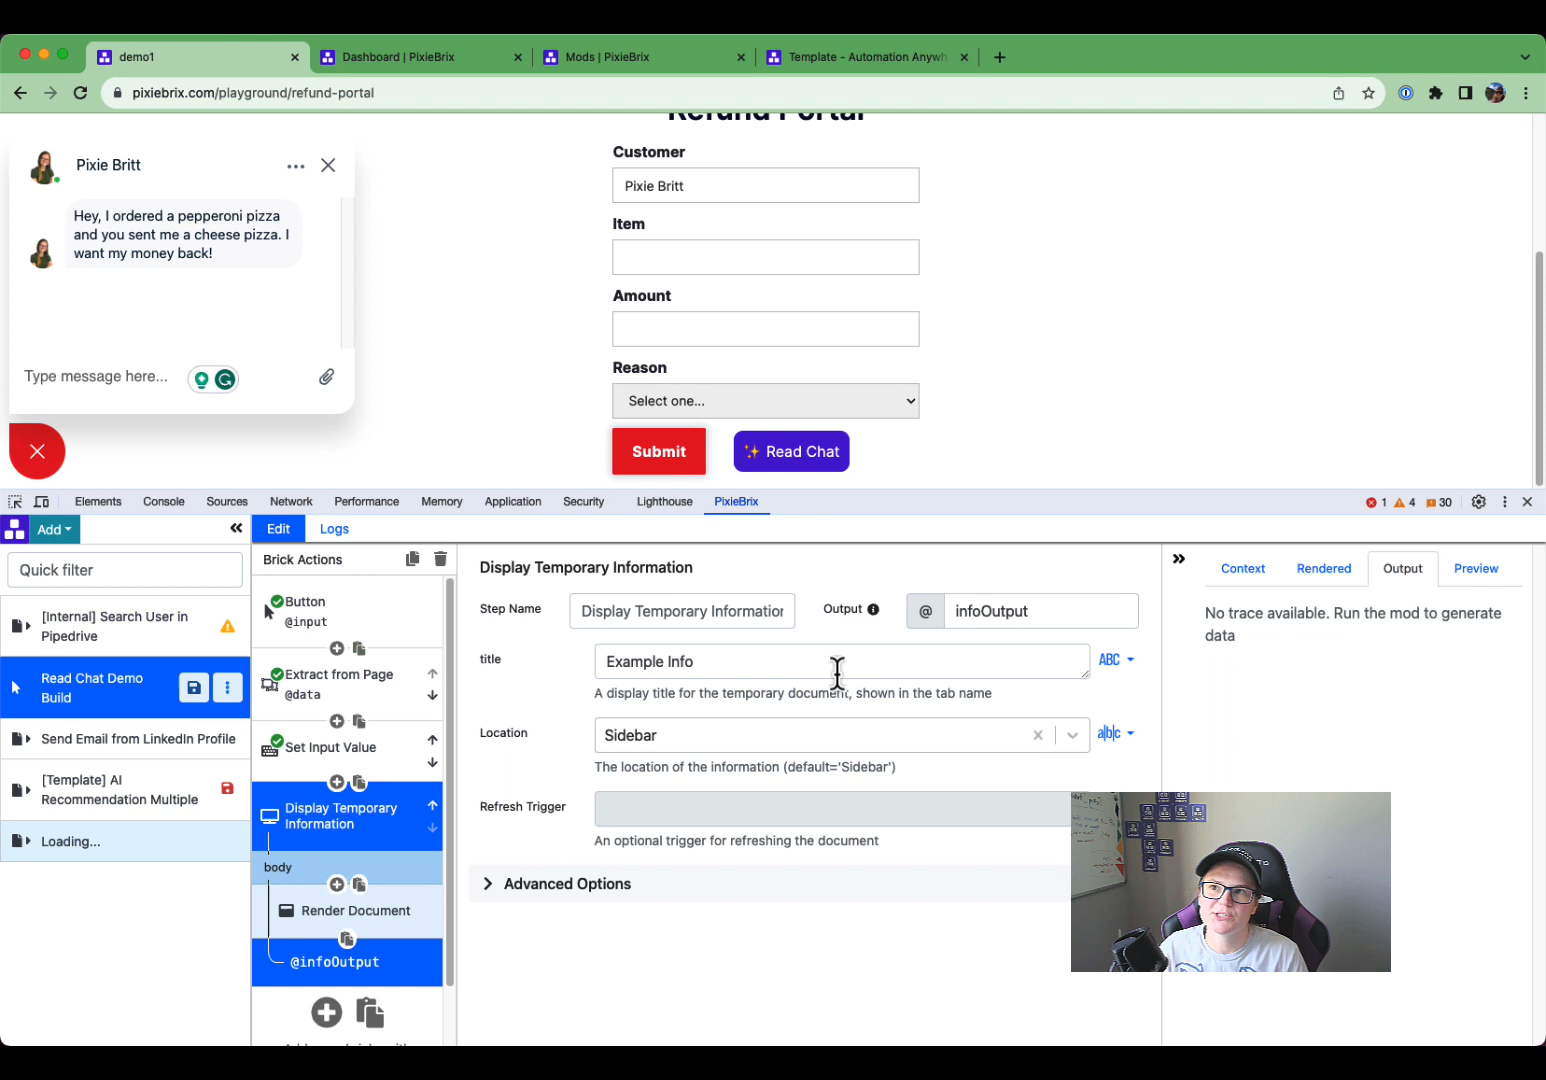 demo1
Dashboard | PixieBrix
Mods | PixieBrix
Template - Automation Anywh
pixiebrix.com/playground/refund-portal
Refund Portal
Pixie Britt
Hey, I ordered a pepperoni pizza
and you sent me a cheese pizza. I
want my money back!
Type message here...
Customer
Pixie Britt
Item
Amount
Reason
Select one...
Submit
✨ Read Chat
Elements
Console
Sources
Network
Performance
Memory
Application
Security
Lighthouse
PixieBrix
1
4
30
Add
Edit
Logs
Quick filter
[Internal] Search User in
Pipedrive
Read Chat Demo
Build
Send Email from LinkedIn Profile
[Template] AI
Recommendation Multiple
Loading...
Brick Actions
Button
@input
Extract from Page
@data
Set Input Value
Display Temporary
Information
body
Render Document
@infoOutput
Display Temporary Information
Step Name
Display Temporary Information
Output
@
infoOutput
title
Example Info
ABC
A display title for the temporary document, shown in the tab name
Location
Sidebar
a|b|c
The location of the information (default='Sidebar')
Refresh Trigger
An optional trigger for refreshing the document
Advanced Options
Context
Rendered
Output
Preview
No trace available. Run the mod to generate
data